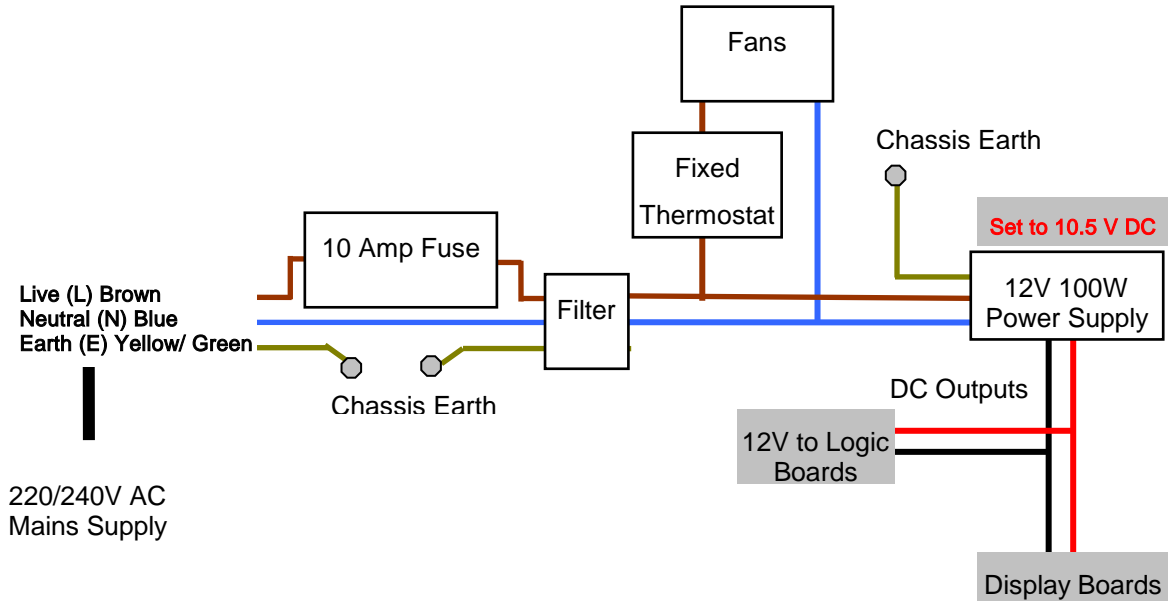 Fans
Chassis Earth
Fixed
Thermostat
Set to 10.5 V DC
10 Amp Fuse
Live (L) Brown
Neutral (N) Blue
Earth (E) Yellow/ Green
Filter
12V 100W
Power Supply
Chassis Earth
DC Outputs
12V to Logic
Boards
220/240V AC
Mains Supply
Display Boards